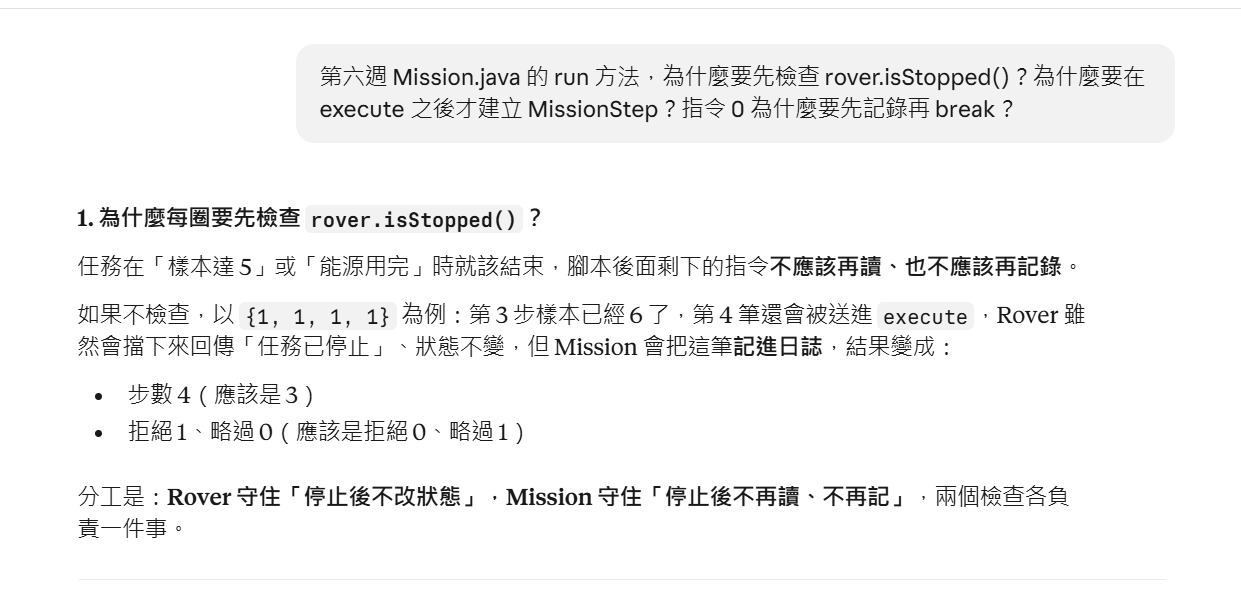 第六週 Mission.java 的 run 方法，為什麼要先檢查 rover.isStopped()？為什麼要在
execute 之後才建立 MissionStep？指令 0 為什麼要先記錄再 break？
1. 為什麼每圈要先檢查 rover.isStopped() ？
任務在「樣本達 5」或「能源用完」時就該結束，腳本後面剩下的指令不應該再讀、也不應該再記錄。
如果不檢查，以 {1, 1, 1, 1} 為例：第 3 步樣本已經 6 了，第 4 筆還會被送進 execute ，Rover 雖
然會擋下來回傳「任務已停止」、狀態不變，但 Mission 會把這筆記進日誌，結果變成：
• 步數 4（應該是 3）
• 拒絕 1、略過 0（應該是拒絕 0、略過 1）
分工是：Rover 守住「停止後不改狀態」，Mission 守住「停止後不再讀、不再記」，兩個檢查各負
責一件事。